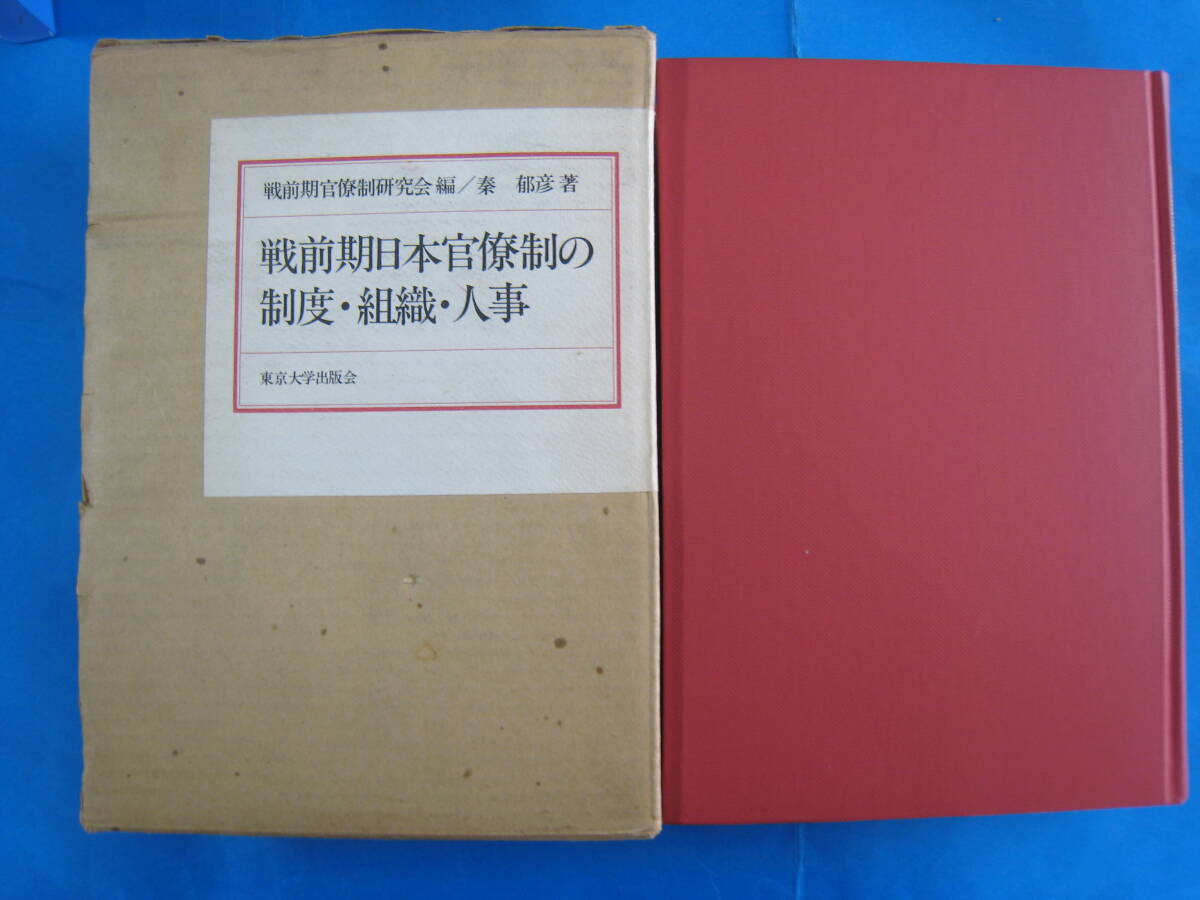 戦前期官僚制研究会 編／秦　郁彦 著
戦前期日本官僚制の
制度・組織・人事
東京大学出版会